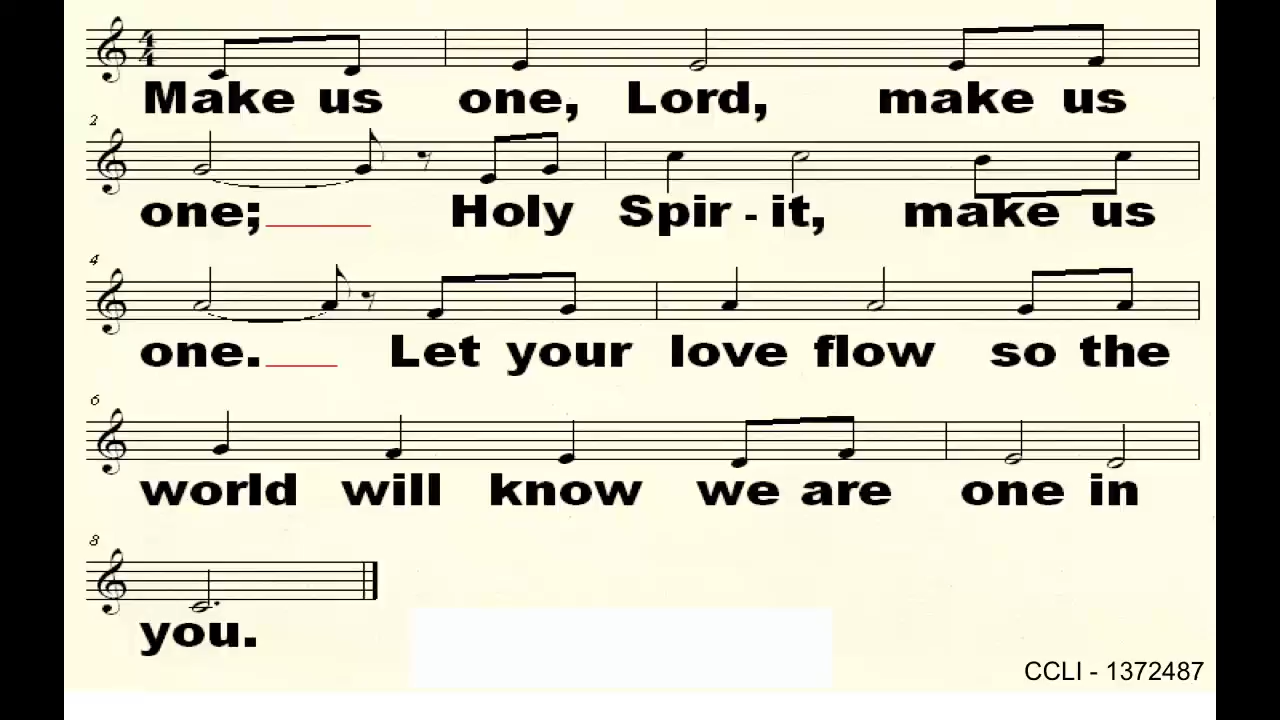 4
4
Make us one, Lord, make us
2
one; Holy Spir - it, make us
4
one. Let your love flow so the
6
world will know we are one in
8
you.
CCLI - 1372487